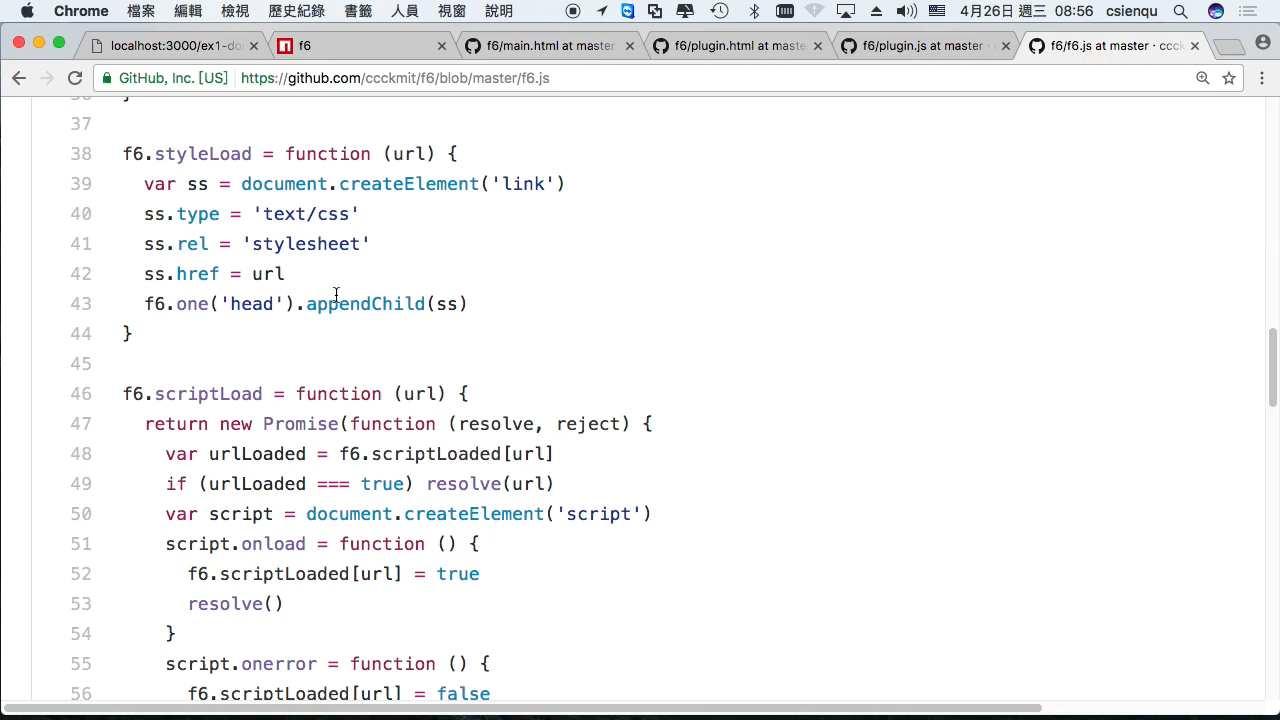 Chrome 檔案 編輯 檢視 歷史紀錄 書籤 人員 視窗 說明 4月26日 週三 08:56 csienqu
localhost:3000/ex1-do f6 f6/main.html at master f6/plugin.html at maste f6/plugin.js at master · c f6/f6.js at master · ccck
GitHub, Inc. [US] https://github.com/ccckmit/f6/blob/master/f6.js
37
38 f6.styleLoad = function (url) {
39 var ss = document.createElement('link')
40 ss.type = 'text/css'
41 ss.rel = 'stylesheet'
42 ss.href = url
43 f6.one('head').appendChild(ss)
44 }
45
46 f6.scriptLoad = function (url) {
47 return new Promise(function (resolve, reject) {
48 var urlLoaded = f6.scriptLoaded[url]
49 if (urlLoaded === true) resolve(url)
50 var script = document.createElement('script')
51 script.onload = function () {
52 f6.scriptLoaded[url] = true
53 resolve()
54 }
55 script.onerror = function () {
56 f6.scriptLoaded[url] = false